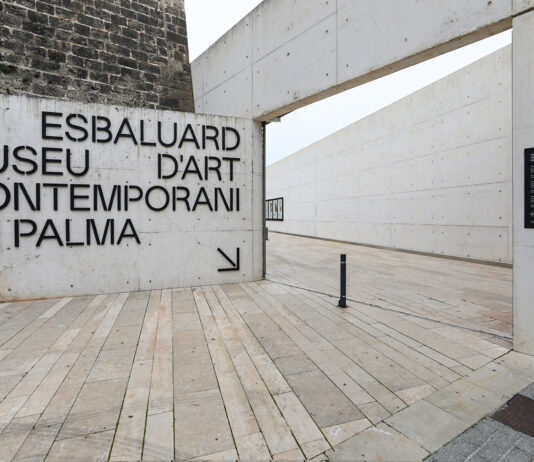 ESBALUARD
USEU D'ART
ONTEMPORANI
PALMA